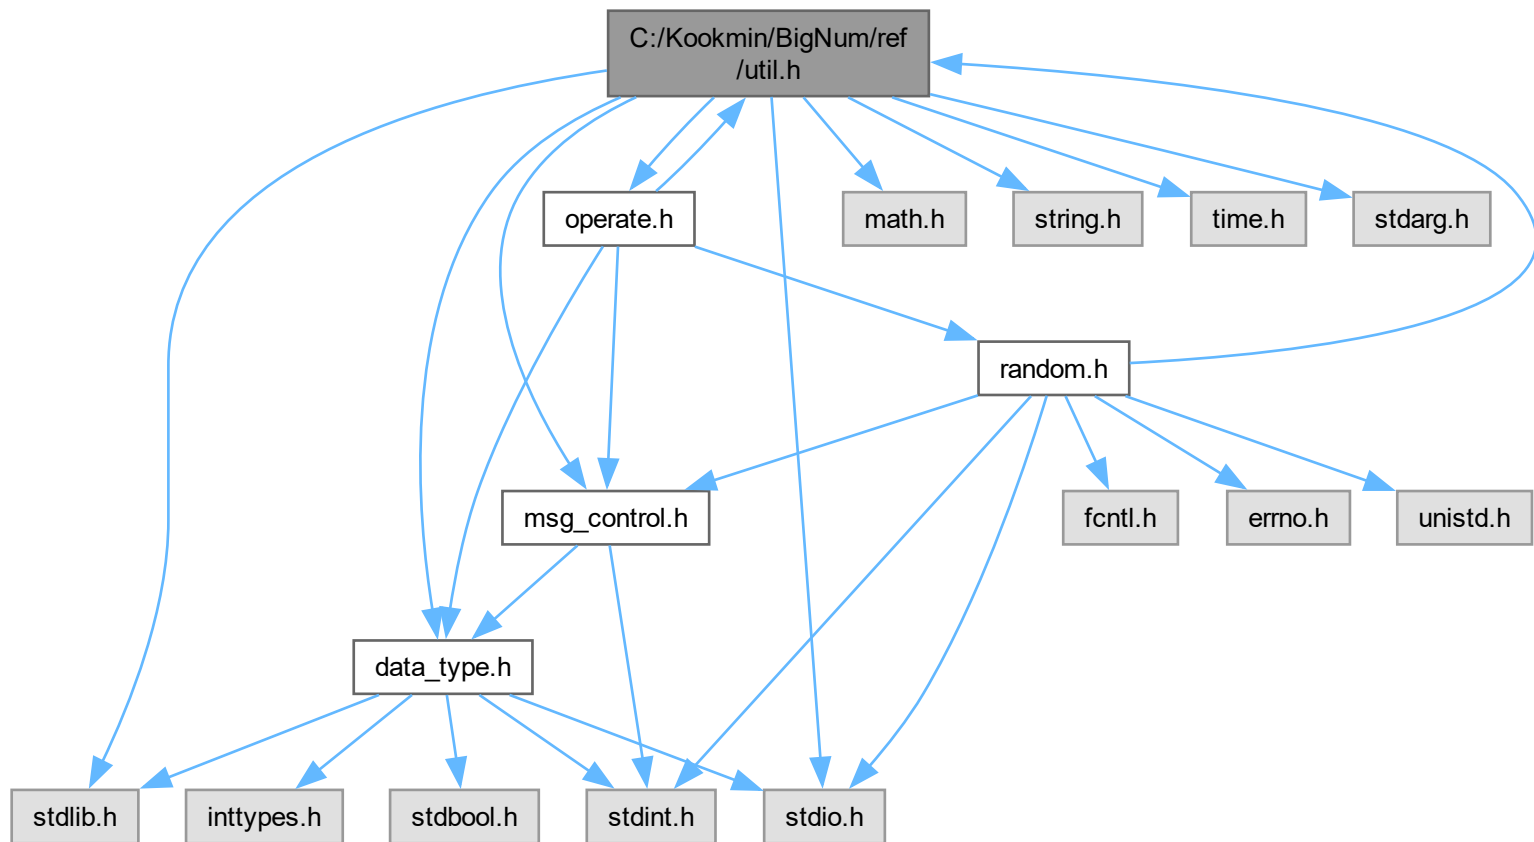 C:/Kookmin/BigNum/ref
/util.h
operate.h
math.h
string.h
time.h
stdarg.h
random.h
msg_control.h
fcntl.h
errno.h
unistd.h
data_type.h
stdlib.h
inttypes.h
stdbool.h
stdint.h
stdio.h